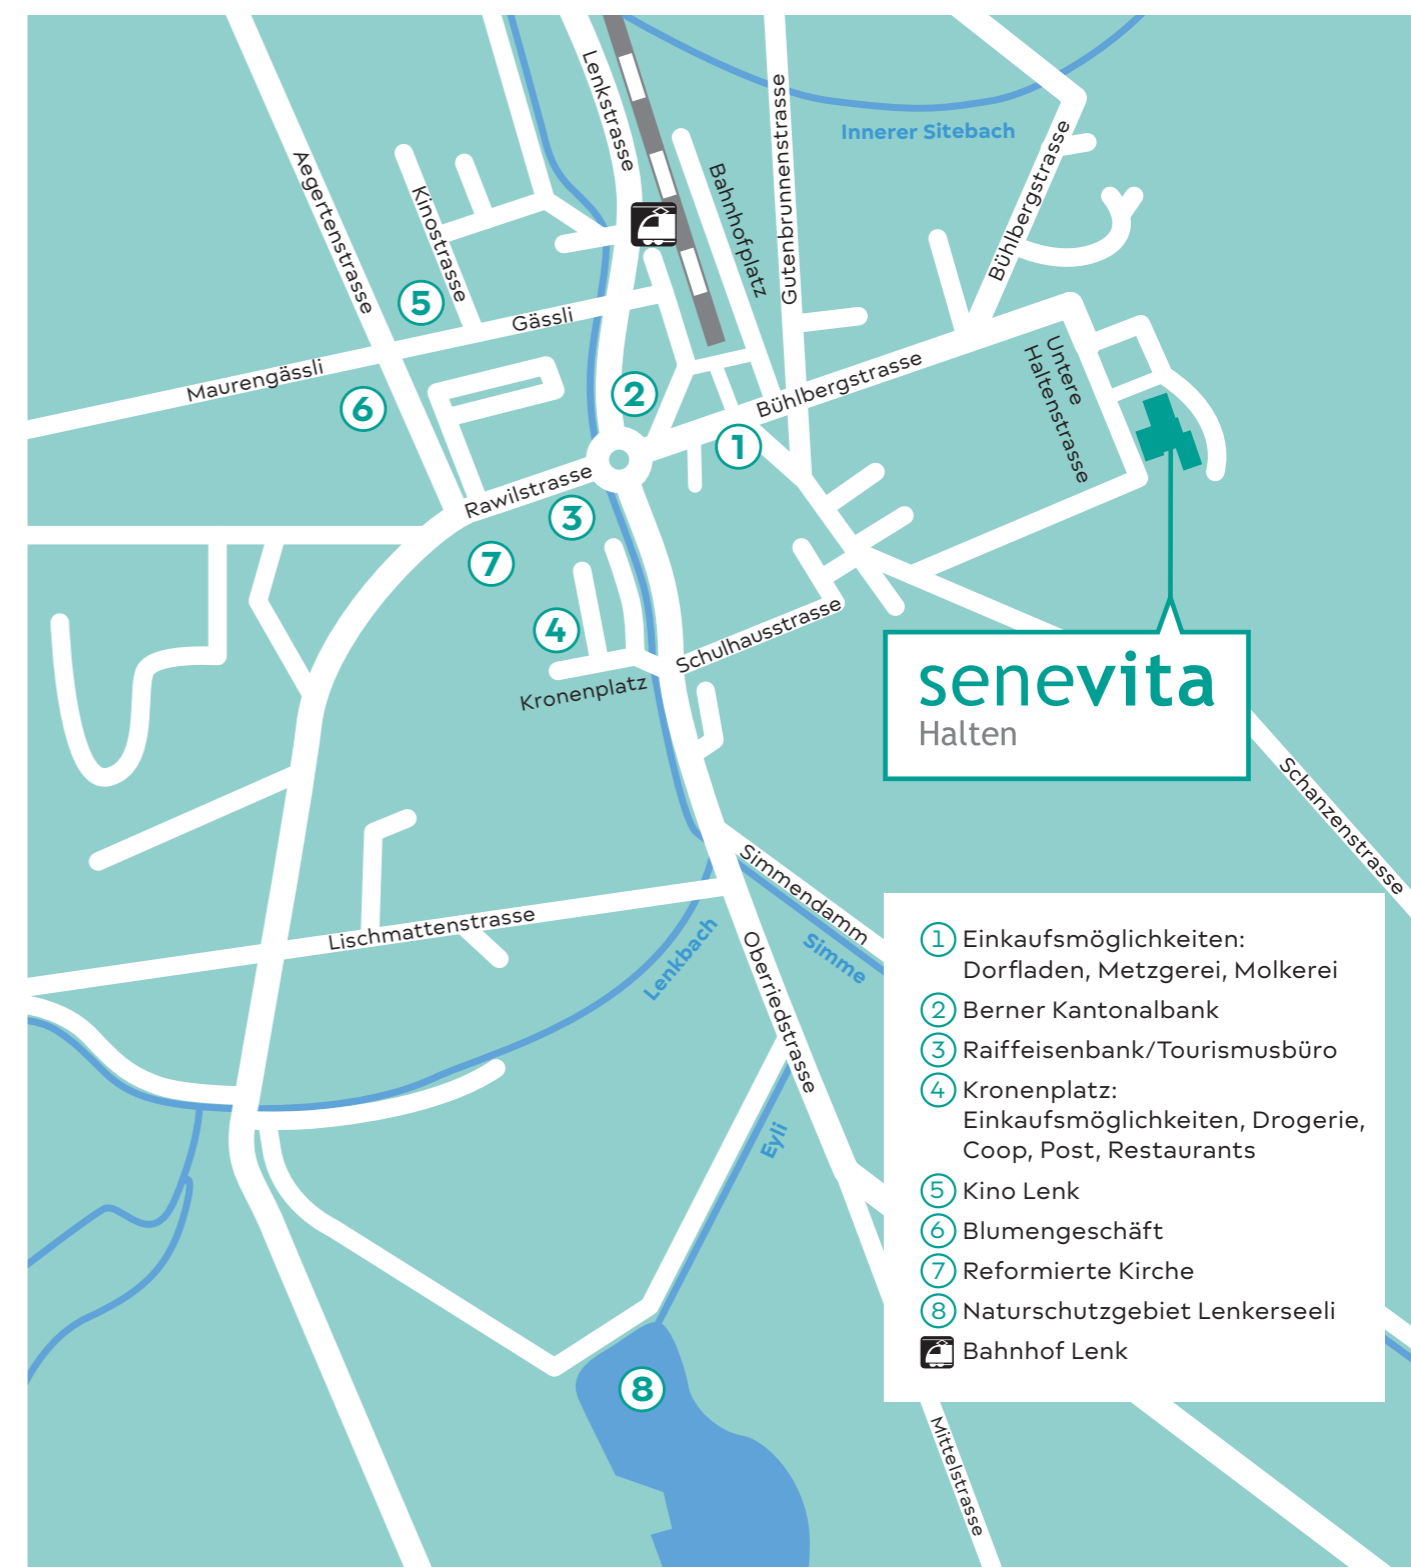 Lenkstrasse
Innerer Sitebach
Aegertenstrasse
Kinostrasse
Bahnhofplatz
Gutenbrunnenstrasse
Bühlbergstrasse
5
Gässli
Maurengässli
6
2
Bühlbergstrasse
Untere
Haltenstrasse
1
Rawilstrasse
3
7
4
Schulhausstrasse
Kronenplatz
senevita
Halten
Schanzenstrasse
Simmendamm
Simme
Lischmattenstrasse
Lenkbach
Oberriedstrasse
Eyli
8
Mittelstrasse
1 Einkaufsmöglichkeiten:
Dorfladen, Metzgerei, Molkerei
2 Berner Kantonalbank
3 Raiffeisenbank/Tourismusbüro
4 Kronenplatz:
Einkaufsmöglichkeiten, Drogerie,
Coop, Post, Restaurants
5 Kino Lenk
6 Blumengeschäft
7 Reformierte Kirche
8 Naturschutzgebiet Lenkerseeli
Bahnhof Lenk